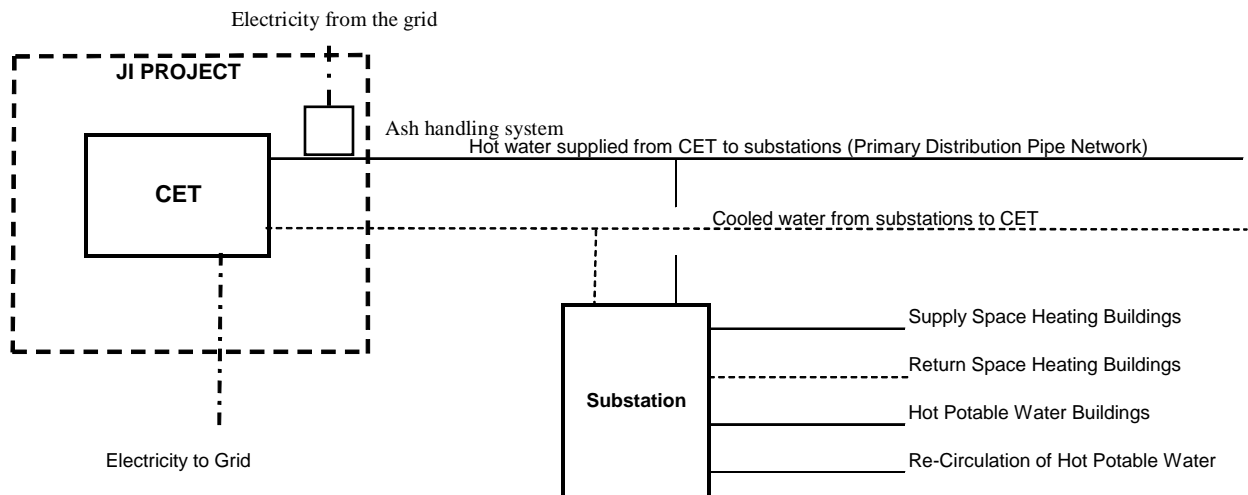 Electricity from the grid
JI PROJECT
Ash handling system
Hot water supplied from CET to substations (Primary Distribution Pipe Network)
CET
Cooled water from substations to CET
Supply Space Heating Buildings
Return Space Heating Buildings
Substation
Hot Potable Water Buildings
Electricity to Grid
Re-Circulation of Hot Potable Water